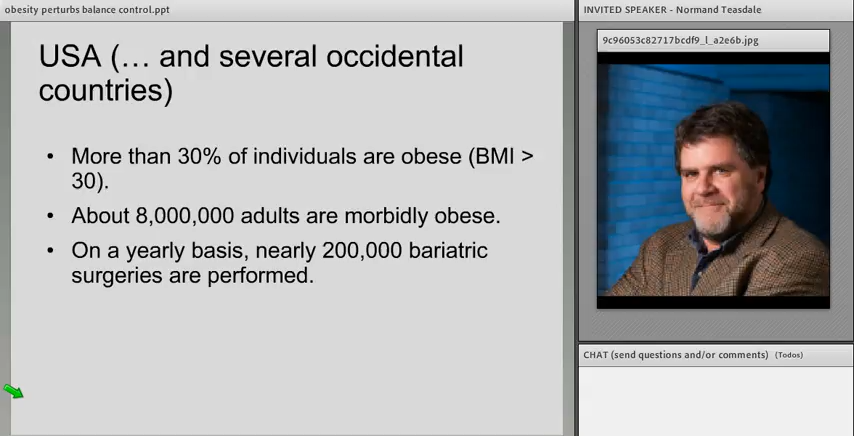 obesity perturbs balance control.ppt
USA (… and several occidental
countries)
• More than 30% of individuals are obese (BMI >
30).
• About 8,000,000 adults are morbidly obese.
• On a yearly basis, nearly 200,000 bariatric
surgeries are performed.
INVITED SPEAKER - Normand Teasdale
9c96053c82717bcdf9_l_a2e6b.jpg
CHAT (send questions and/or comments) (Todos)